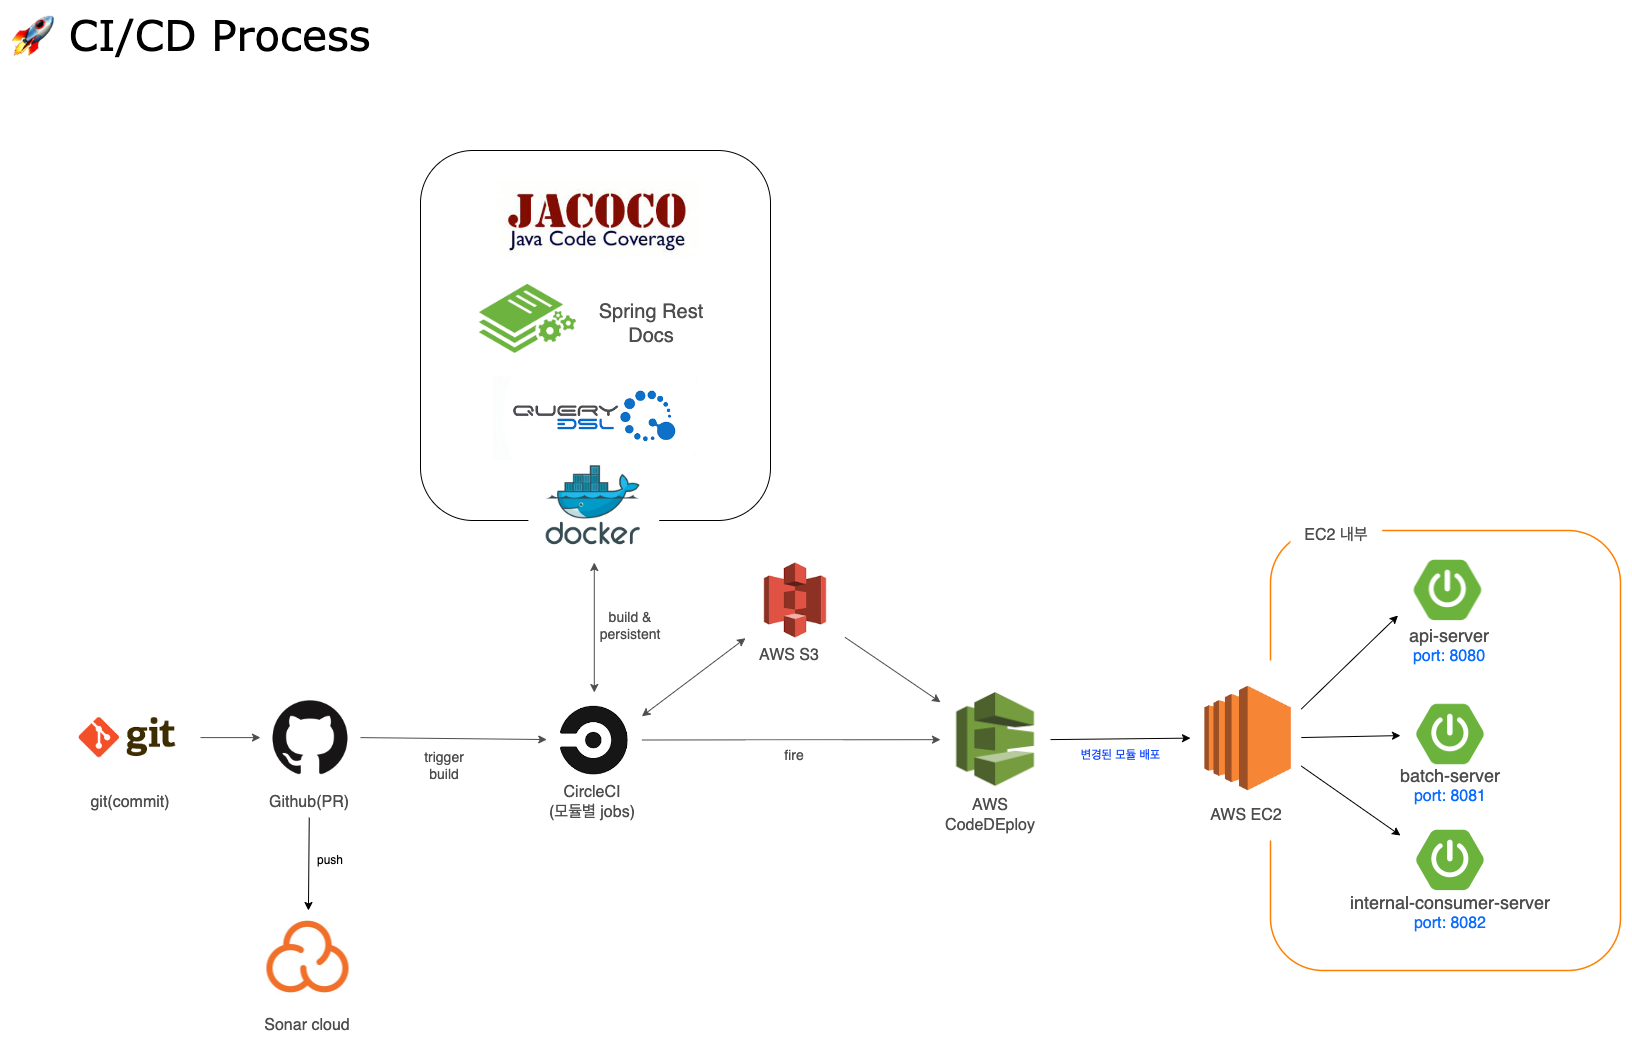 🚀 CI/CD Process
JACOCO
Java Code Coverage
Spring Rest
Docs
QUERY
DSL
docker
build &
persistent
AWS S3
git
git(commit)
Github(PR)
trigger
build
CircleCI
(모듈별 jobs)
fire
AWS
CodeDEploy
변경된 모듈 배포
AWS EC2
EC2 내부
api-server
port: 8080
batch-server
port: 8081
internal-consumer-server
port: 8082
push
Sonar cloud